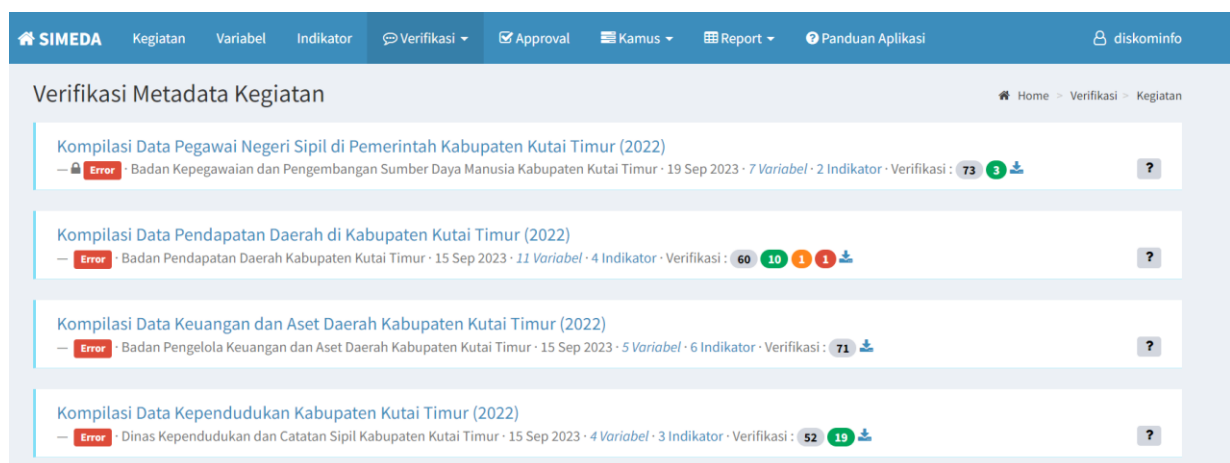 SIMEDA Kegiatan Variabel Indikator Verifikasi Approval Kamus Report Panduan Aplikasi diskominfo
Verifikasi Metadata Kegiatan Home > Verifikasi > Kegiatan
Kompilasi Data Pegawai Negeri Sipil di Pemerintah Kabupaten Kutai Timur (2022)
— Error · Badan Kepegawaian dan Pengembangan Sumber Daya Manusia Kabupaten Kutai Timur · 19 Sep 2023 · 7 Variabel · 2 Indikator · Verifikasi : 73 3 ?
Kompilasi Data Pendapatan Daerah di Kabupaten Kutai Timur (2022)
— Error · Badan Pendapatan Daerah Kabupaten Kutai Timur · 15 Sep 2023 · 11 Variabel · 4 Indikator · Verifikasi : 60 10 1 1 ?
Kompilasi Data Keuangan dan Aset Daerah Kabupaten Kutai Timur (2022)
— Error · Badan Pengelola Keuangan dan Aset Daerah Kabupaten Kutai Timur · 15 Sep 2023 · 5 Variabel · 6 Indikator · Verifikasi : 71 ?
Kompilasi Data Kependudukan Kabupaten Kutai Timur (2022)
— Error · Dinas Kependudukan dan Catatan Sipil Kabupaten Kutai Timur · 15 Sep 2023 · 4 Variabel · 3 Indikator · Verifikasi : 52 19 ?